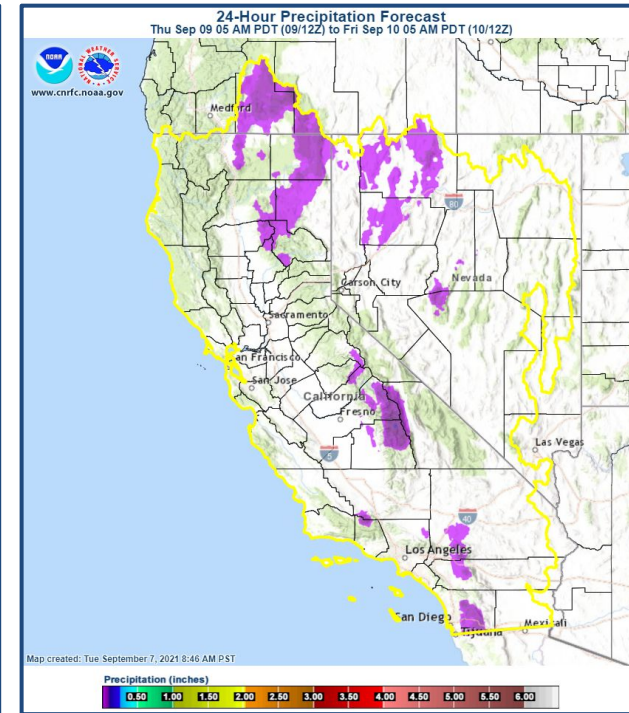 24-Hour Precipitation Forecast
Thu Sep 09 05 AM PDT (09/12Z) to Fri Sep 10 05 AM PDT (10/12Z)
NOAA
www.cnrfc.noaa.gov
Medford
80
Nevada
Carson City
Sacramento
San Francisco
San Jose
California
Fresno
5
Las Vegas
40
Los Angeles
San Diego
Tijuana
Mexicali
Map created: Tue September 7, 2021 8:46 AM PST
Precipitation (inches)
0.50 1.00 1.50 2.00 2.50 3.00 3.50 4.00 4.50 5.00 5.50 6.00